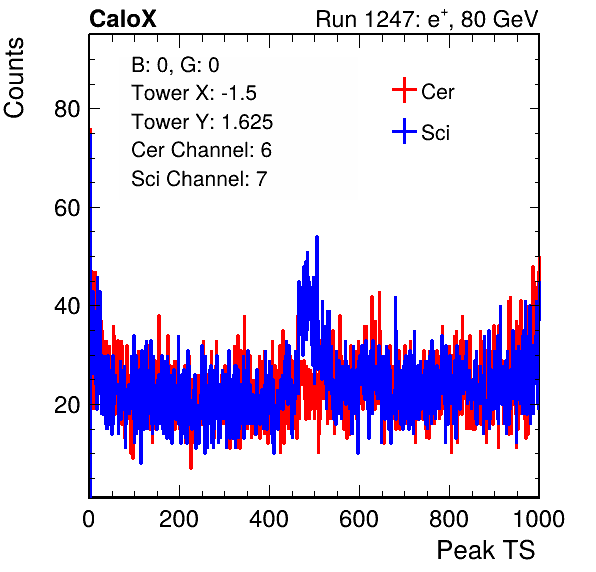 CaloX Run 1247: e+, 80 GeV
Counts
B: 0, G: 0
Tower X: -1.5
Tower Y: 1.625
Cer Channel: 6
Sci Channel: 7
Cer
Sci
80
60
40
20
0 200 400 600 800 1000
Peak TS